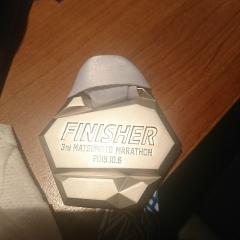 FINISHER
3rd MATSUMOTO MARATHON
2019.10.6